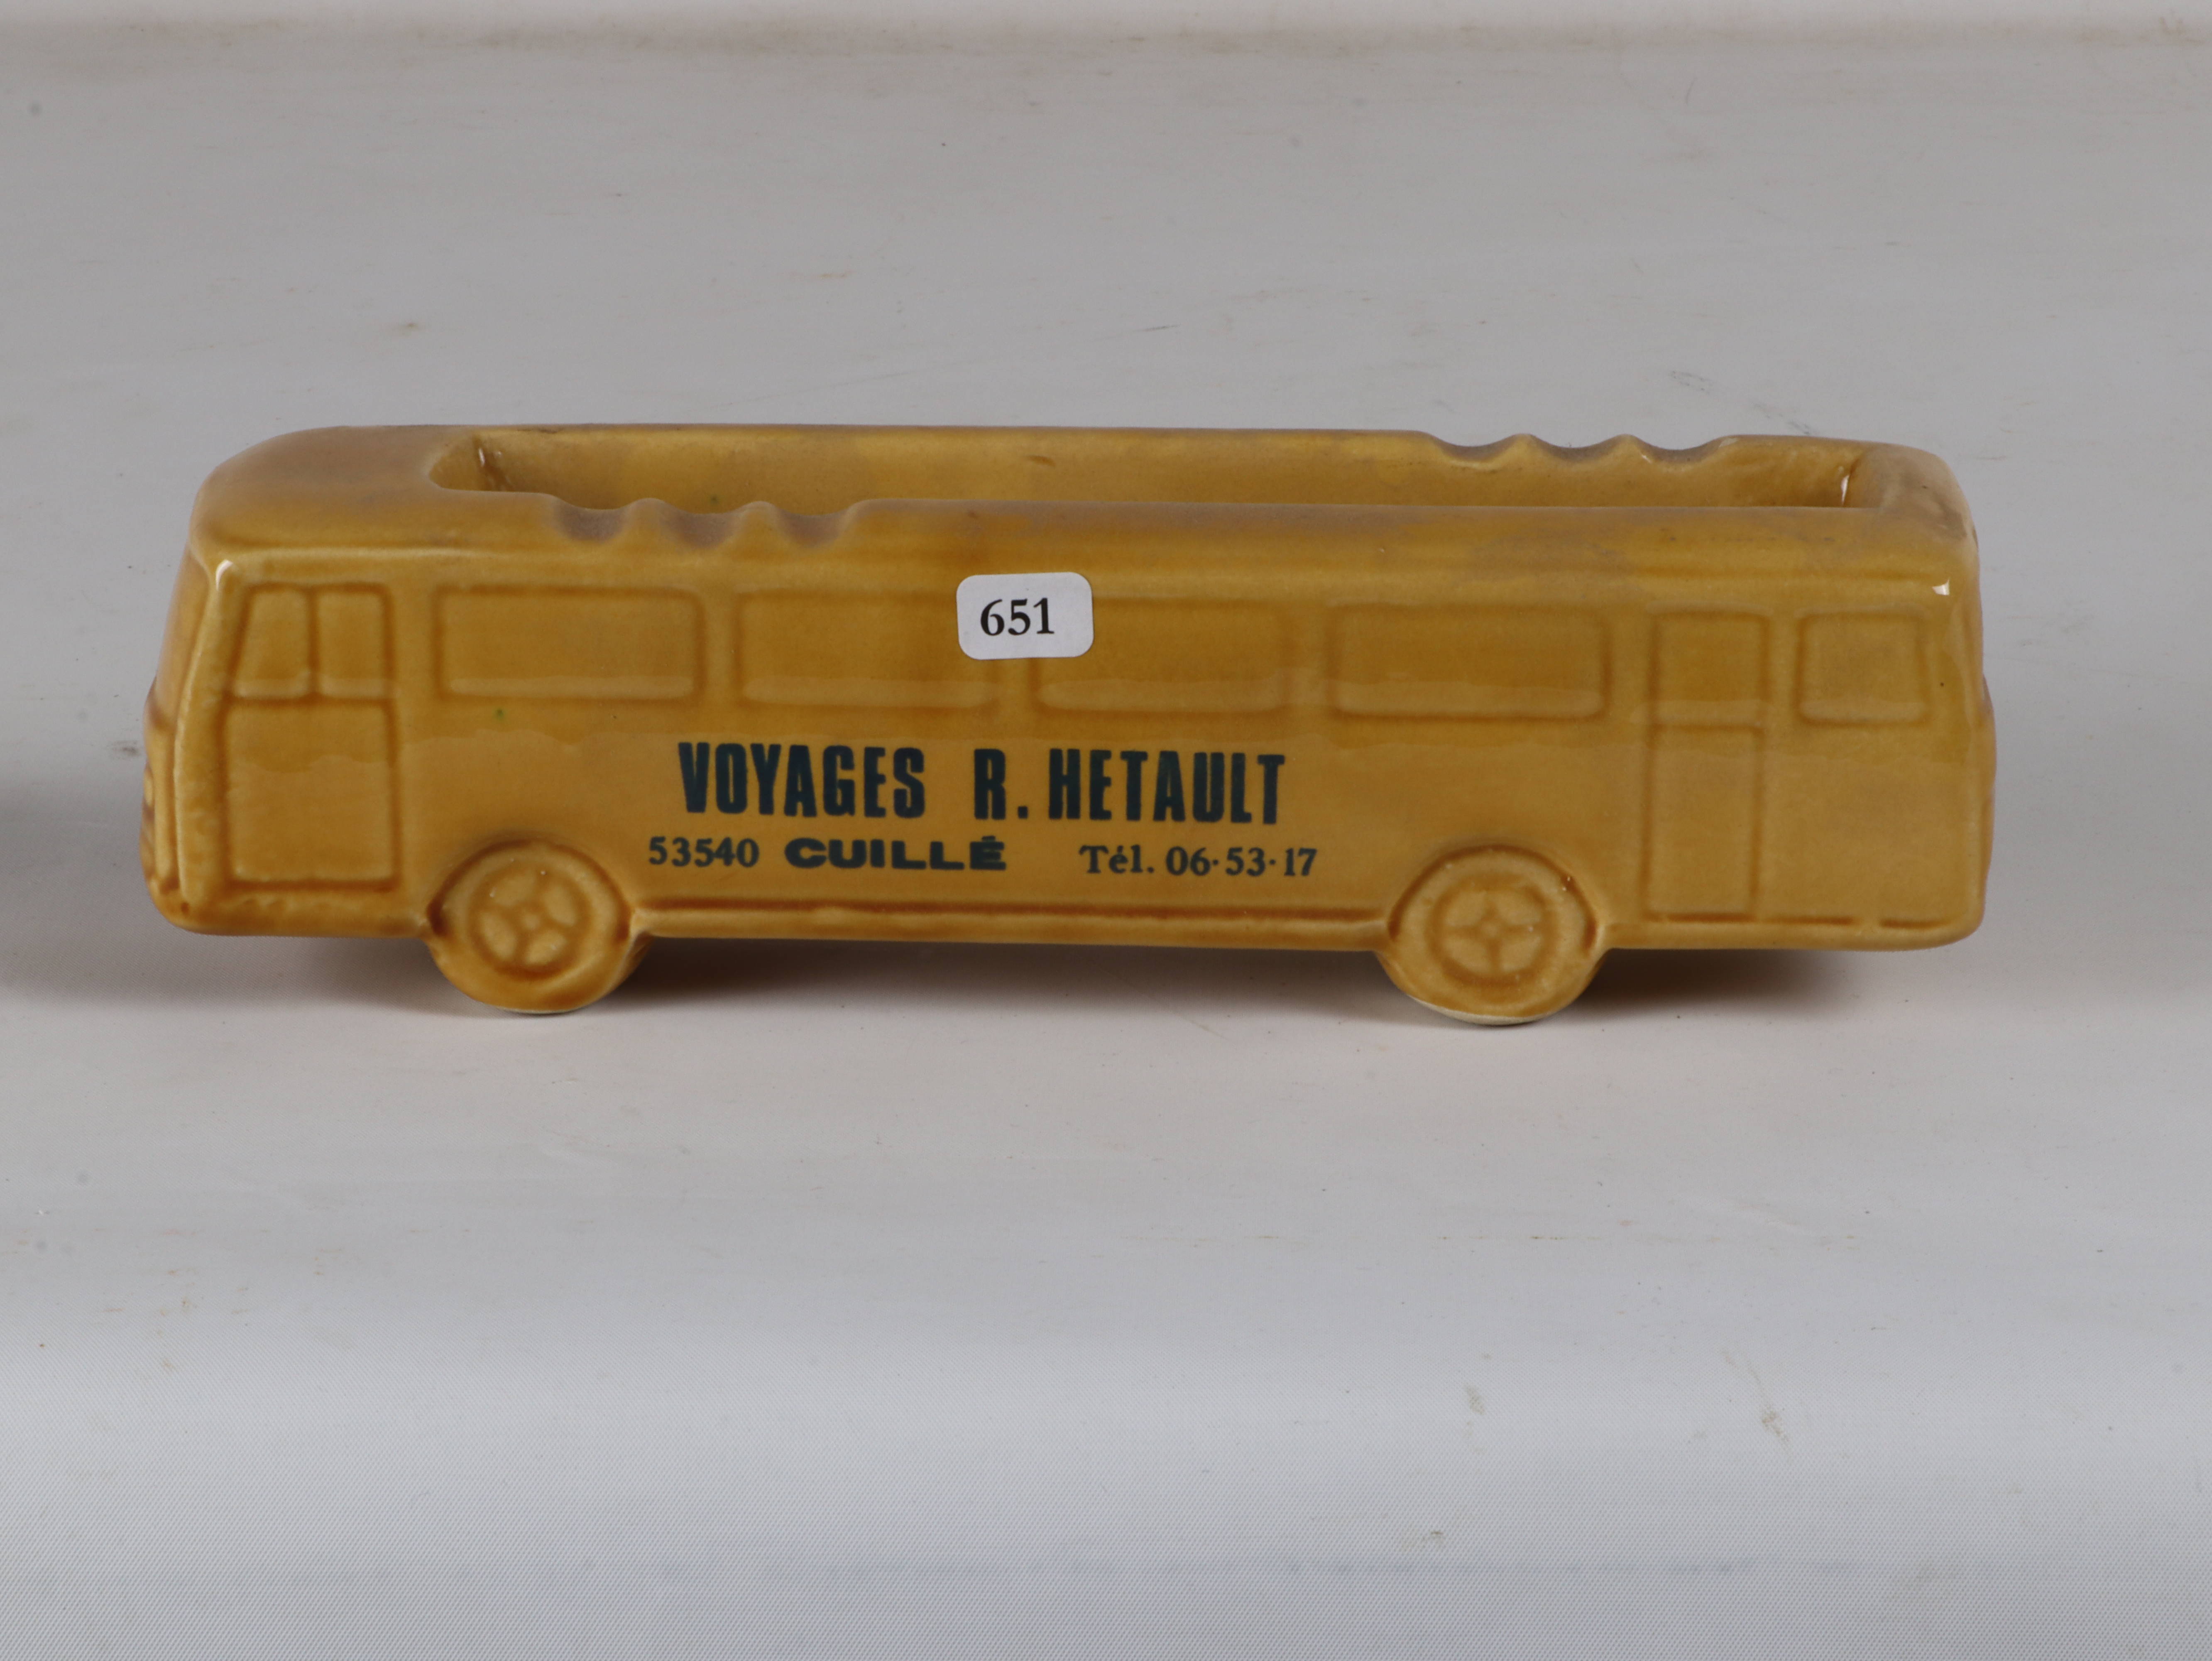 651
VOYAGES R. HETAULT
53540 CUILLÉ Tél. 06·53·17